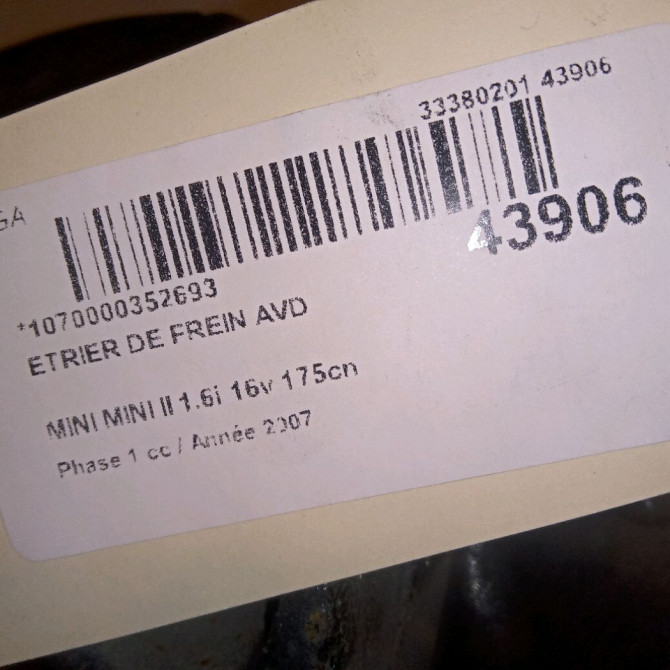 33380201 43906
GA
43906
*1070000352693
ETRIER DE FREIN AVD
MINI MINI II 1.6i 16v 175cn
Phase 1 cc / Année 2007